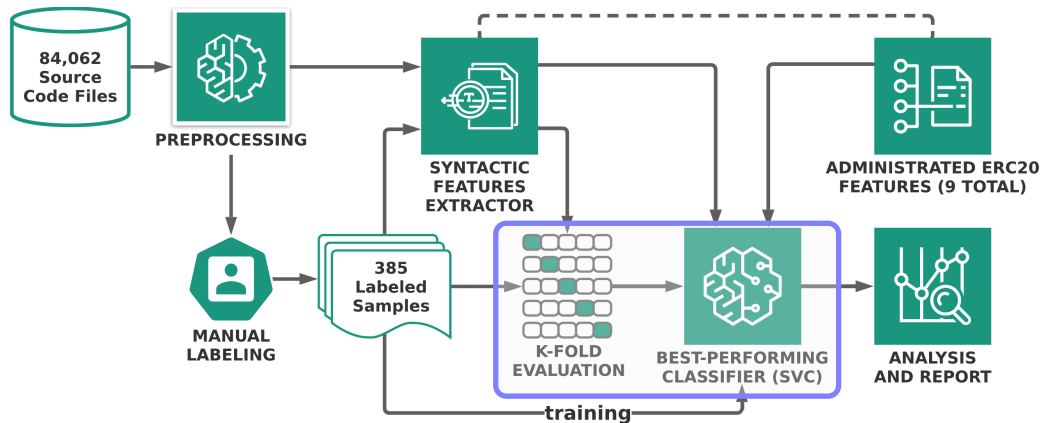 84,062
Source
Code Files
PREPROCESSING
SYNTACTIC
FEATURES
EXTRACTOR
ADMINISTRATED ERC20
FEATURES (9 TOTAL)
MANUAL
LABELING
385
Labeled
Samples
K-FOLD
EVALUATION
BEST-PERFORMING
CLASSIFIER (SVC)
ANALYSIS
AND REPORT
training